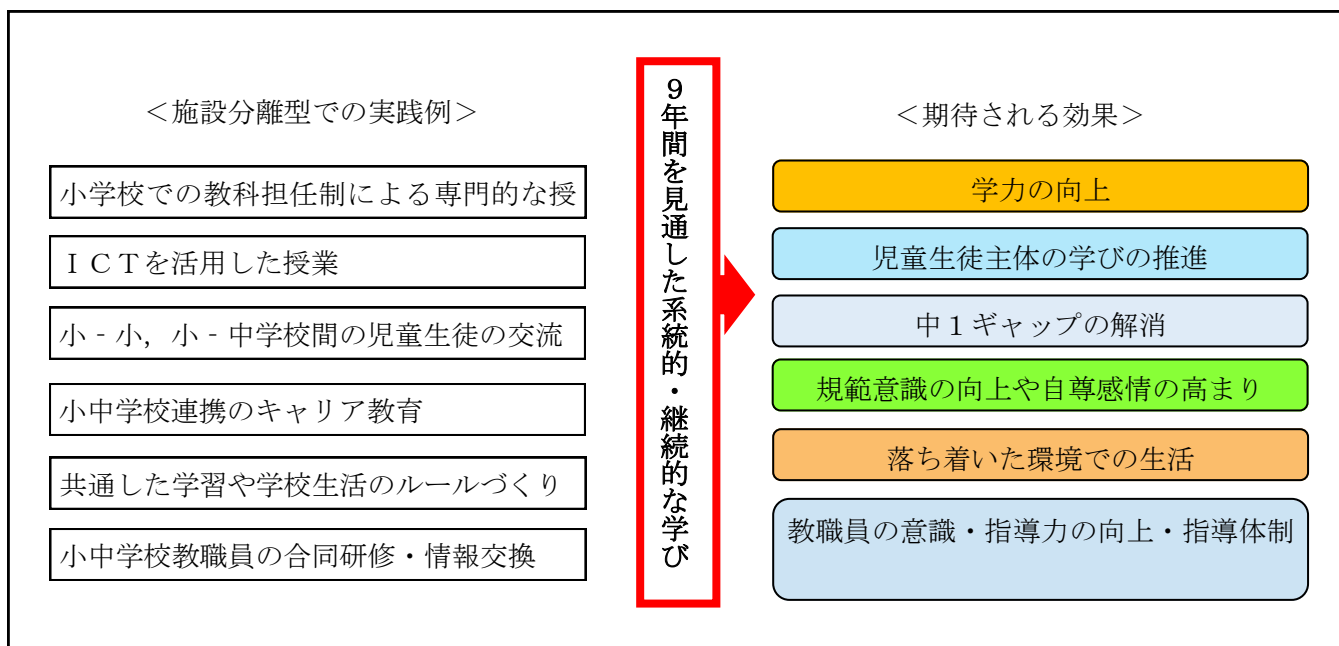 ＜施設分離型での実践例＞
小学校での教科担任制による専門的な授
ＩＣＴを活用した授業
小‐小，小‐中学校間の児童生徒の交流
小中学校連携のキャリア教育
共通した学習や学校生活のルールづくり
小中学校教職員の合同研修・情報交換
９年間を見通した系統的・継続的な学び
＜期待される効果＞
学力の向上
児童生徒主体の学びの推進
中１ギャップの解消
規範意識の向上や自尊感情の高まり
落ち着いた環境での生活
教職員の意識・指導力の向上・指導体制